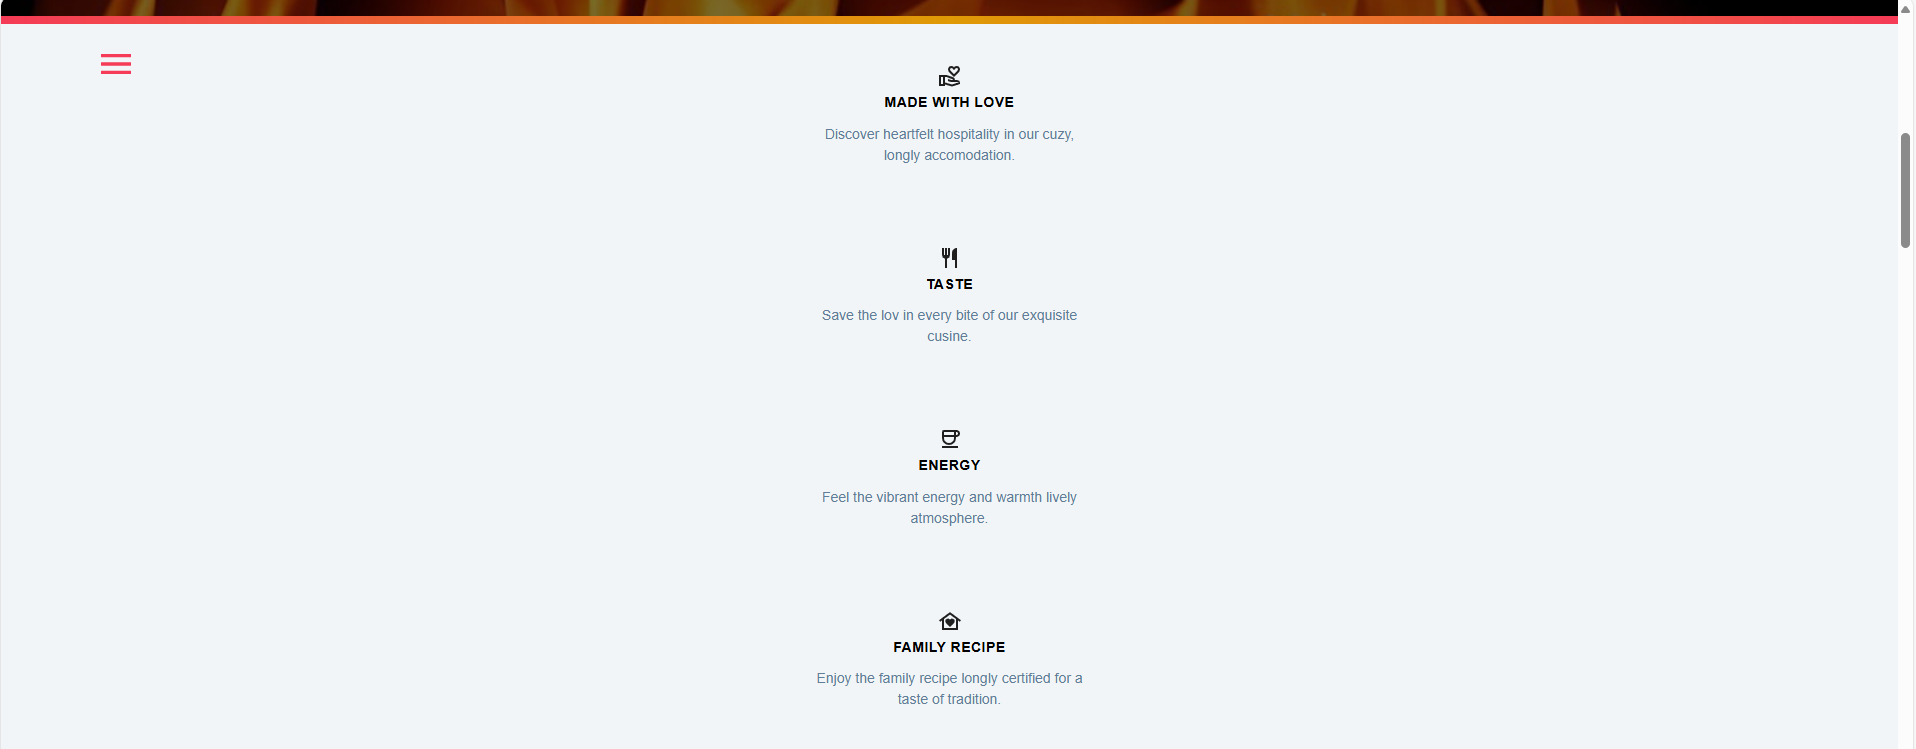 MADE WITH LOVE
Discover heartfelt hospitality in our cuzy,
longly accomodation.
TASTE
Save the lov in every bite of our exquisite
cusine.
ENERGY
Feel the vibrant energy and warmth lively
atmosphere.
FAMILY RECIPE
Enjoy the family recipe longly certified for a
taste of tradition.